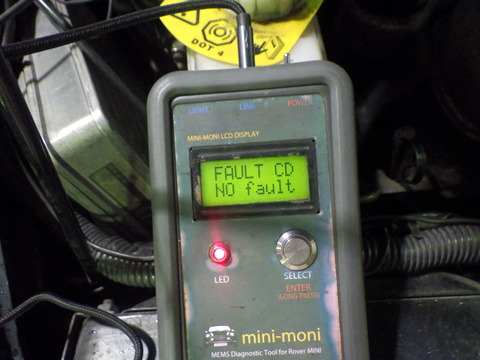 DOT 4
LIGHT LINK POWER
MINI-MONI LCD DISPLAY
FAULT CD
NO fault
LED
SELECT
ENTER
(LONG PRESS)
mini-moni
MEMS Diagnostic Tool for Rover MINI